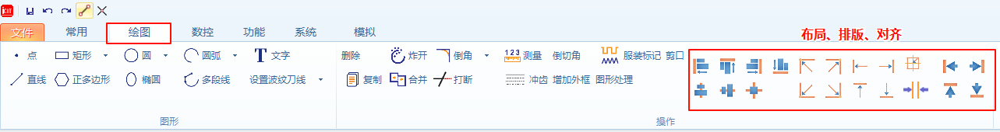 文件 常用 绘图 数控 功能 系统 模拟
布局、排版、对齐
点 矩形 圆 圆弧 T 文字 删除 炸开 倒角 123 测量 倒切角 服装标记 剪口
直线 正多边形 椭圆 多段线 设置波纹刀线 复制 合并 打断 冲齿 增加外框 图形处理
图形 操作